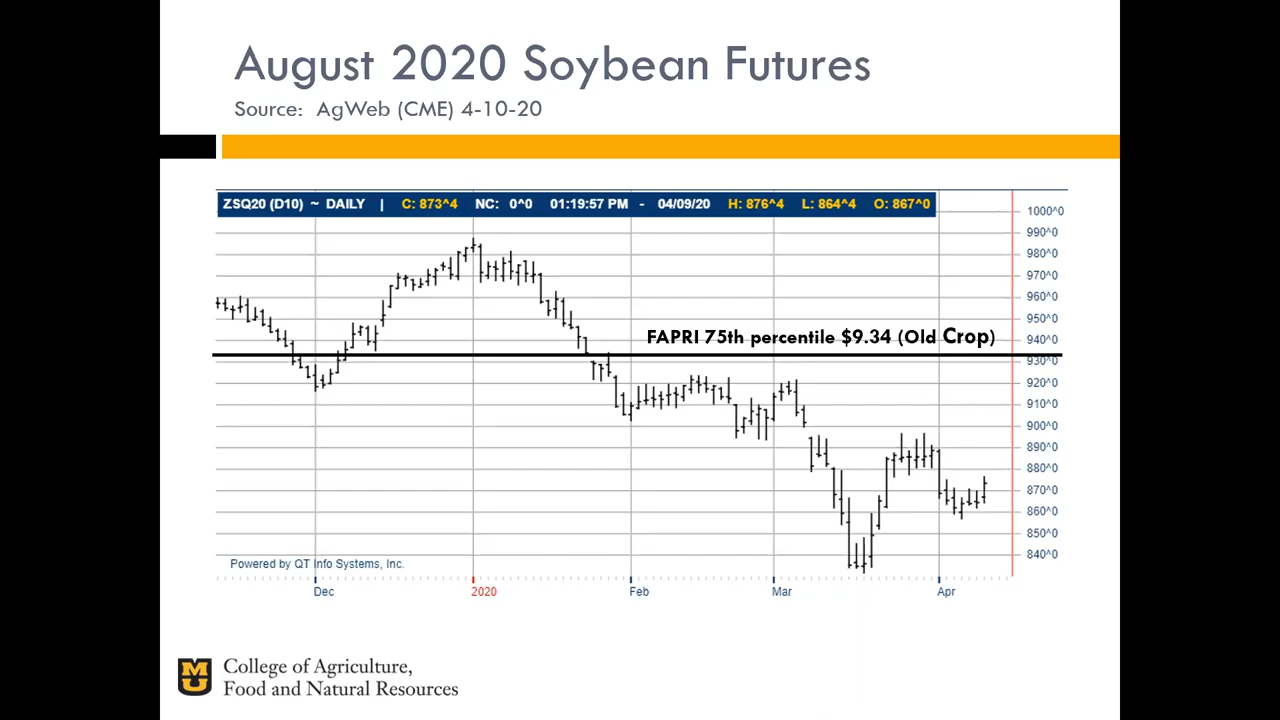 August 2020 Soybean Futures
Source: AgWeb (CME) 4-10-20
ZSQ20 (D10) ~ DAILY | C: 873^4 NC: 0^0 01:19:57 PM - 04/09/20 H: 876^4 L: 864^4 O: 867^0
1000^0
990^0
980^0
970^0
960^0
950^0
FAPRI 75th percentile $9.34 (Old Crop)
940^0
930^0
920^0
910^0
900^0
890^0
880^0
870^0
860^0
850^0
840^0
Powered by QT Info Systems, Inc.
Dec 2020 Feb Mar Apr
MU
College of Agriculture,
Food and Natural Resources